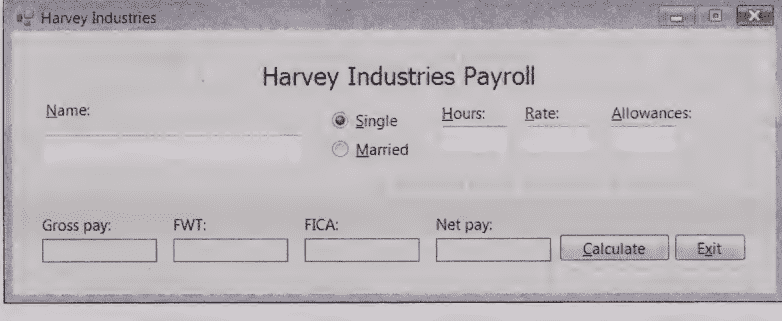 Harvey Industries
Harvey Industries Payroll
Name:
Single
Married
Hours:
Rate:
Allowances:
Gross pay:
FWT:
FICA:
Net pay:
Calculate
Exit